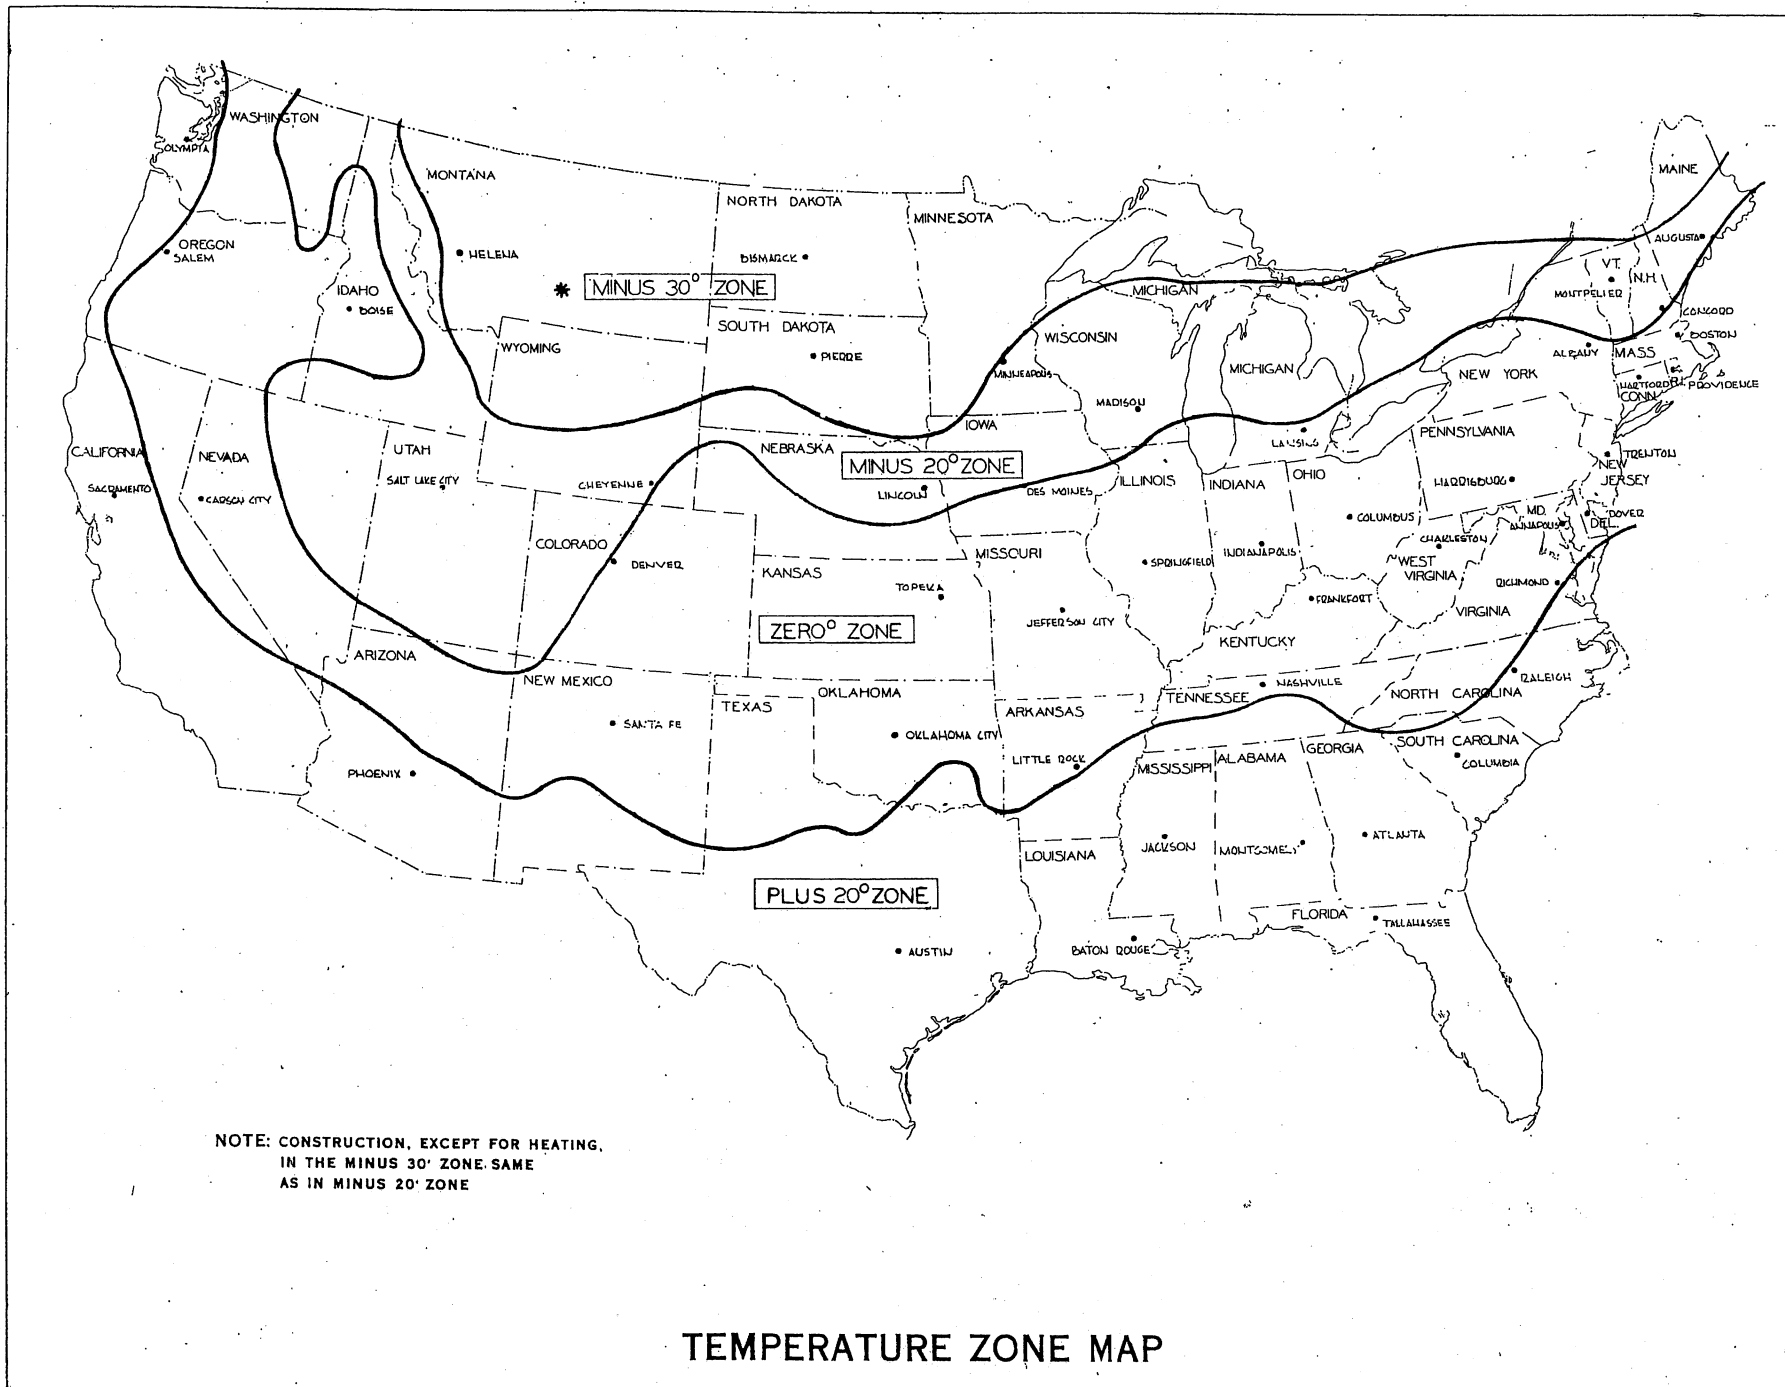 WASHINGTON
OLYMPIA
MONTANA
NORTH DAKOTA
MINNESOTA
MAINE
OREGON
SALEM
HELENA
BISMARCK
AUGUSTA
VT.
N.H.
MONTPELIER
IDAHO
BOISE
* MINUS 30° ZONE
MICHIGAN
CONCORD
SOUTH DAKOTA
WISCONSIN
BOSTON
WYOMING
PIERRE
MINNEAPOLIS
MICHIGAN
ALBANY
MASS
NEW YORK
HARTFORD
R.I.
PROVIDENCE
CONN.
MADISON
IOWA
CALIFORNIA
NEVADA
UTAH
NEBRASKA
LANSING
PENNSYLVANIA
TRENTON
MINUS 20° ZONE
NEW
JERSEY
SACRAMENTO
CARSON CITY
SALT LAKE CITY
CHEYENNE
LINCOLN
DES MOINES
ILLINOIS
INDIANA
OHIO
HARRISBURG
COLUMBUS
MD.
ANNAPOLIS
DOVER
DEL.
COLORADO
DENVER
KANSAS
MISSOURI
SPRINGFIELD
INDIANAPOLIS
CHARLESTON
WEST
VIRGINIA
RICHMOND
TOPEKA
JEFFERSON CITY
FRANKFORT
VIRGINIA
ZERO° ZONE
KENTUCKY
ARIZONA
NEW MEXICO
OKLAHOMA
TEXAS
ARKANSAS
TENNESSEE
NASHVILLE
NORTH CAROLINA
RALEIGH
SANTA FE
OKLAHOMA CITY
LITTLE ROCK
MISSISSIPPI
ALABAMA
GEORGIA
SOUTH CAROLINA
COLUMBIA
PHOENIX
LOUISIANA
JACKSON
MONTGOMERY
ATLANTA
PLUS 20° ZONE
FLORIDA
TALLAHASSEE
AUSTIN
BATON ROUGE
NOTE: CONSTRUCTION, EXCEPT FOR HEATING,
IN THE MINUS 30° ZONE SAME
AS IN MINUS 20° ZONE
TEMPERATURE ZONE MAP